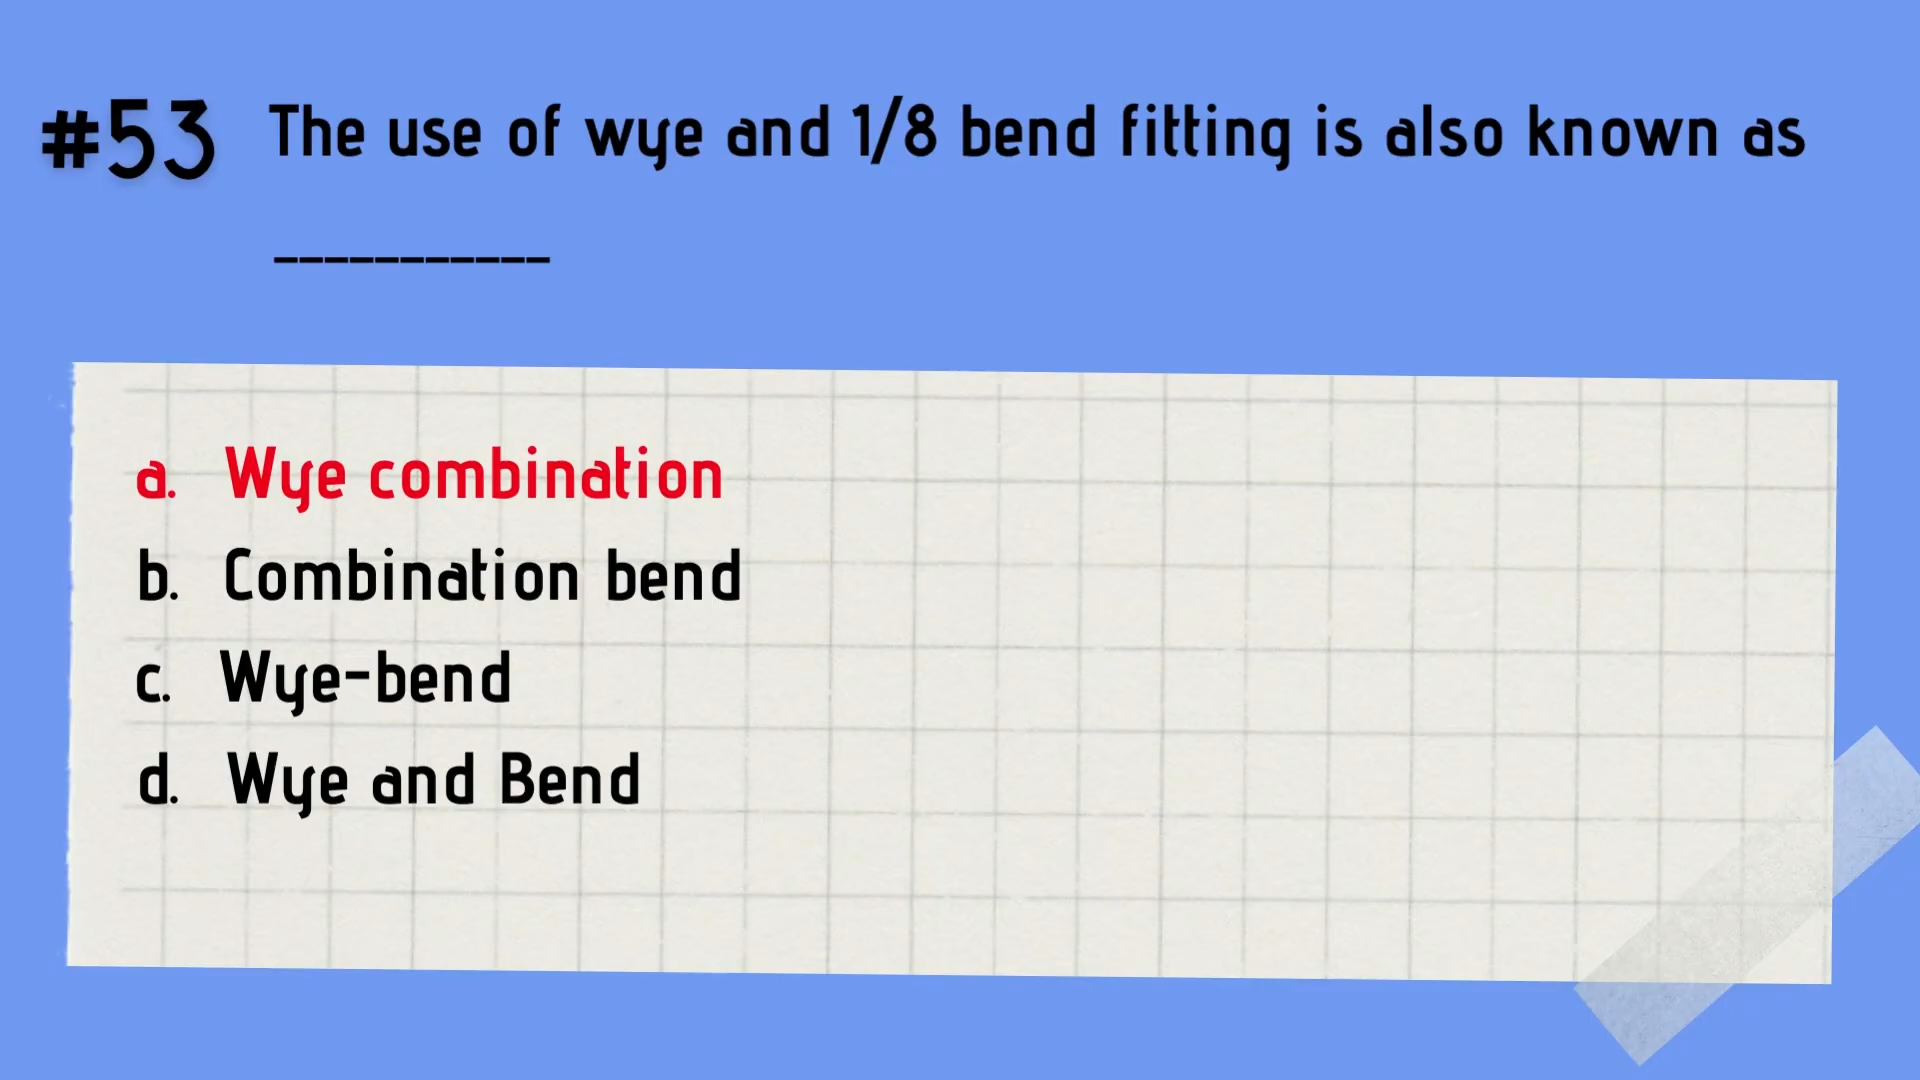 #53 The use of wye and 1/8 bend fitting is also known as
___________
a. Wye combination
b. Combination bend
c. Wye-bend
d. Wye and Bend